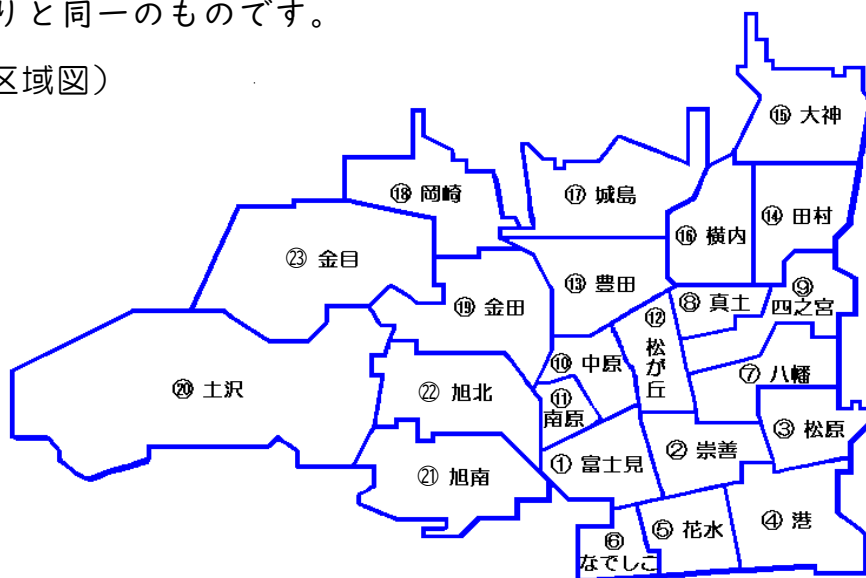 りと同一のものです。
区域図）
⑮ 大神
⑱ 岡崎
⑰ 城島
⑭ 田村
⑯ 横内
㉓ 金目
⑬ 豊田
⑨
四之宮
⑧ 真土
⑲ 金田
⑫
松が丘
⑩ 中原
⑦ 八幡
⑳ 土沢
㉒ 旭北
⑪
南原
③ 松原
② 崇善
① 富士見
㉑ 旭南
④ 港
⑤ 花水
⑥
なでしこ